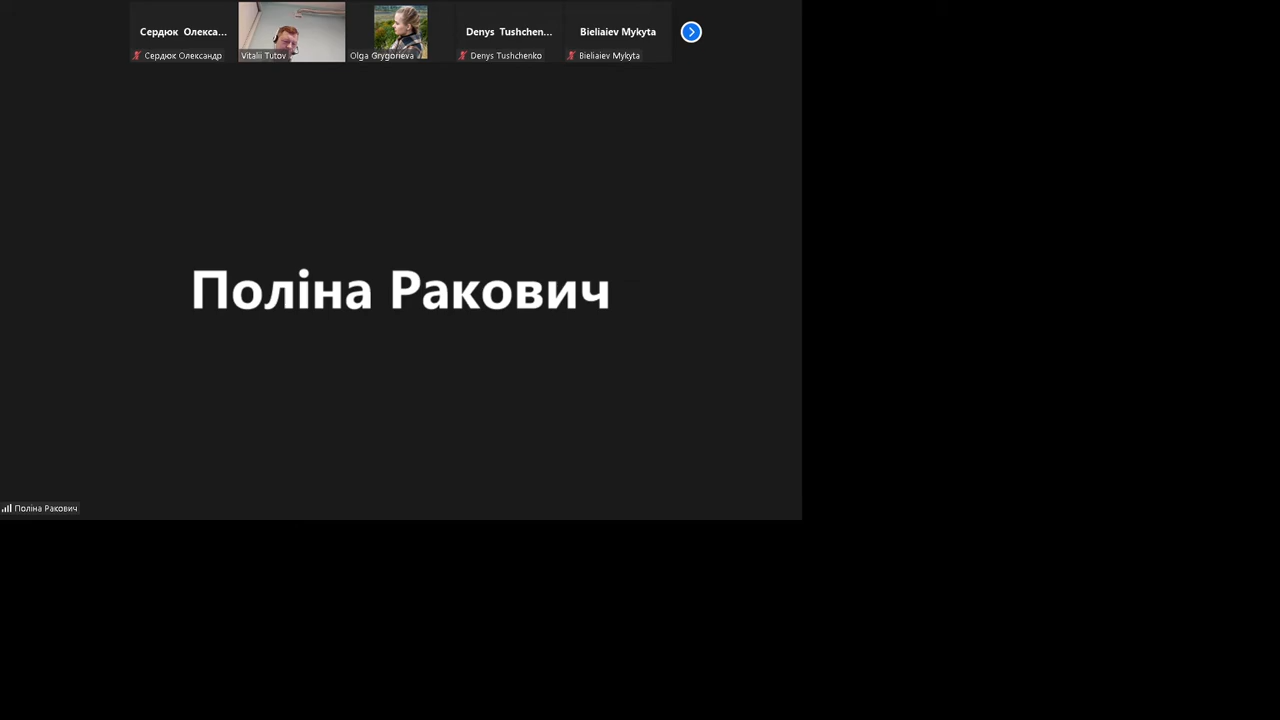 Сердюк Олекса...
Denys Tushchen...
Bieliaiev Mykyta
Сердюк Олександр
Vitalii Tutov
Olga Grygorieva
Denys Tushchenko
Bieliaiev Mykyta
Поліна Ракович
Поліна Ракович